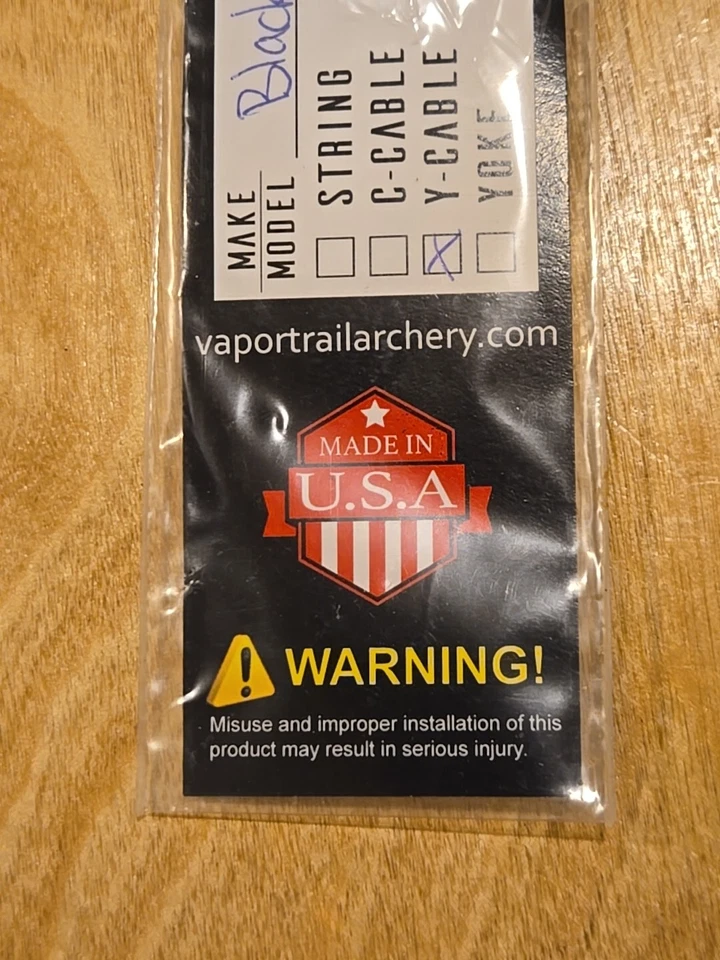 MAKE Black
MODEL
STRING
C-CABLE
Y-CABLE
YOKE
vaportrailarchery.com
MADE IN
U.S.A
WARNING!
Misuse and improper installation of this
product may result in serious injury.